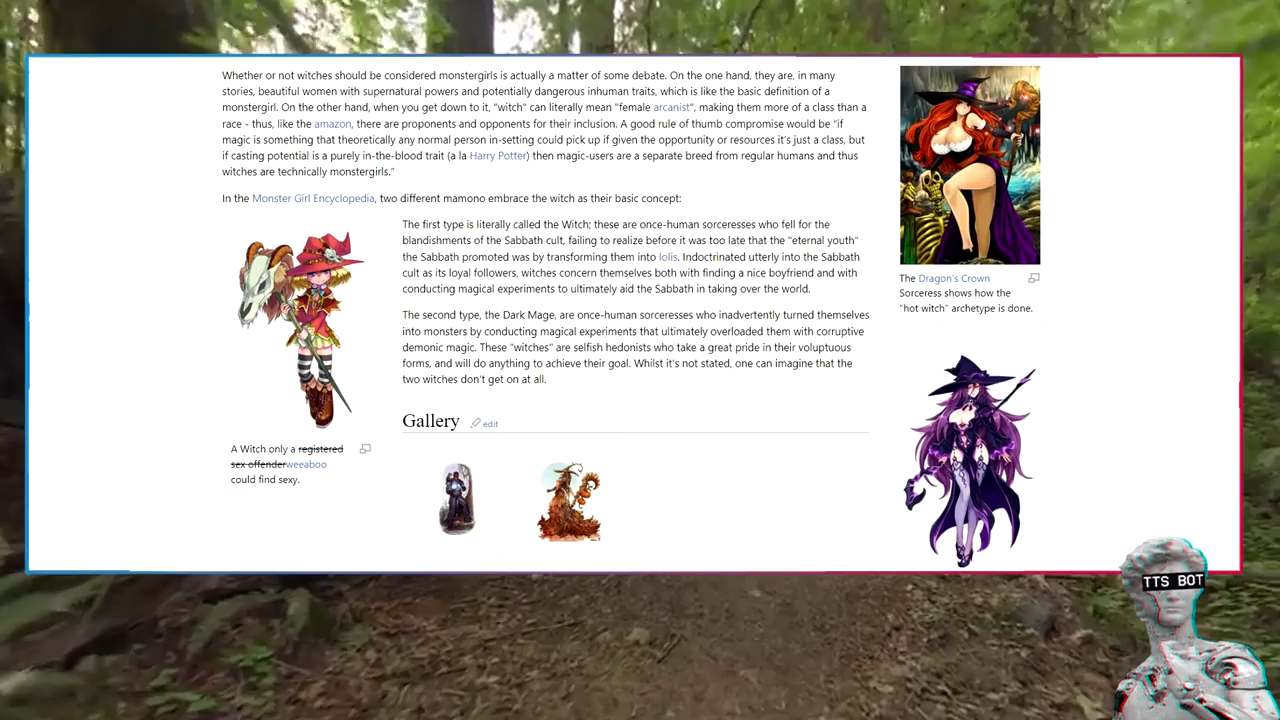 Whether or not witches should be considered monstergirls is actually a matter of some debate. On the one hand, they are, in many
stories, beautiful women with supernatural powers and potentially dangerous inhuman traits, which is like the basic definition of a
monstergirl. On the other hand, when you get down to it, "witch" can literally mean "female arcanist", making them more of a class than a
race - thus, like the amazon, there are proponents and opponents for their inclusion. A good rule of thumb compromise would be "if
magic is something that theoretically any normal person in-setting could pick up if given the opportunity or resources it's just a class, but
if casting potential is a purely in-the-blood trait (a la Harry Potter) then magic-users are a separate breed from regular humans and thus
witches are technically monstergirls."
In the Monster Girl Encyclopedia, two different mamono embrace the witch as their basic concept:
The first type is literally called the Witch; these are once-human sorceresses who fell for the
blandishments of the Sabbath cult, failing to realize before it was too late that the "eternal youth"
the Sabbath promoted was by transforming them into lolis. Indoctrinated utterly into the Sabbath
cult as its loyal followers, witches concern themselves both with finding a nice boyfriend and with
conducting magical experiments to ultimately aid the Sabbath in taking over the world.
The second type, the Dark Mage, are once-human sorceresses who inadvertently turned themselves
into monsters by conducting magical experiments that ultimately overloaded them with corruptive
demonic magic. These "witches" are selfish hedonists who take a great pride in their voluptuous
forms, and will do anything to achieve their goal. Whilst it's not stated, one can imagine that the
two witches don't get on at all.
Gallery edit
A Witch only a registered
sex offenderweeaboo
could find sexy.
The Dragon's Crown
Sorceress shows how the
"hot witch" archetype is done.
TTS BOT